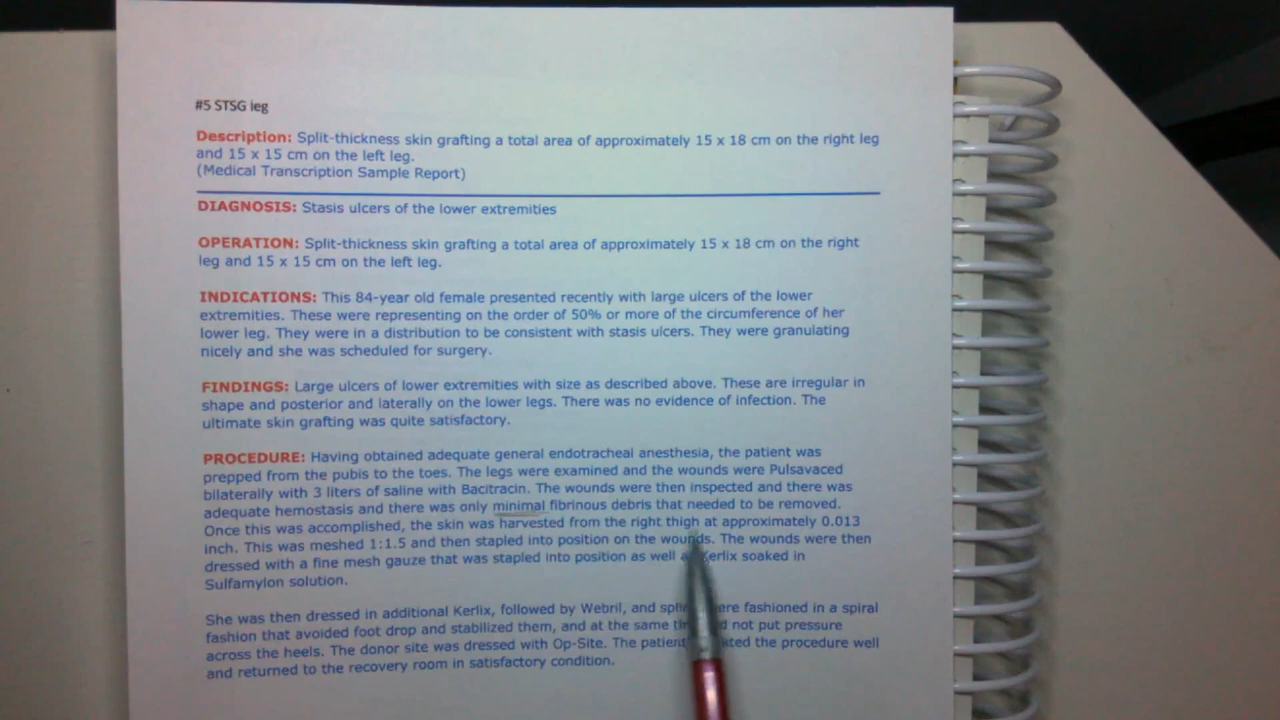 #5 STSG leg
Description: Split-thickness skin grafting a total area of approximately 15 x 18 cm on the right leg
and 15 x 15 cm on the left leg.
(Medical Transcription Sample Report)
DIAGNOSIS: Stasis ulcers of the lower extremities
OPERATION: Split-thickness skin grafting a total area of approximately 15 x 18 cm on the right
leg and 15 x 15 cm on the left leg.
INDICATIONS: This 84-year old female presented recently with large ulcers of the lower
extremities. These were representing on the order of 50% or more of the circumference of her
lower leg. They were in a distribution to be consistent with stasis ulcers. They were granulating
nicely and she was scheduled for surgery.
FINDINGS: Large ulcers of lower extremities with size as described above. These are irregular in
shape and posterior and laterally on the lower legs. There was no evidence of infection. The
ultimate skin grafting was quite satisfactory.
PROCEDURE: Having obtained adequate general endotracheal anesthesia, the patient was
prepped from the pubis to the toes. The legs were examined and the wounds were Pulsavaced
bilaterally with 3 liters of saline with Bacitracin. The wounds were then inspected and there was
adequate hemostasis and there was only minimal fibrinous debris that needed to be removed.
Once this was accomplished, the skin was harvested from the right thigh at approximately 0.013
inch. This was meshed 1:1.5 and then stapled into position on the wounds. The wounds were then
dressed with a fine mesh gauze that was stapled into position as well Kerlix soaked in
Sulfamylon solution.
She was then dressed in additional Kerlix, followed by Webril, and fashioned in a spiral
fashion that avoided foot drop and stabilized them, and at the same not put pressure
across the heels. The donor site was dressed with Op-Site. The patient the procedure well
and returned to the recovery room in satisfactory condition.